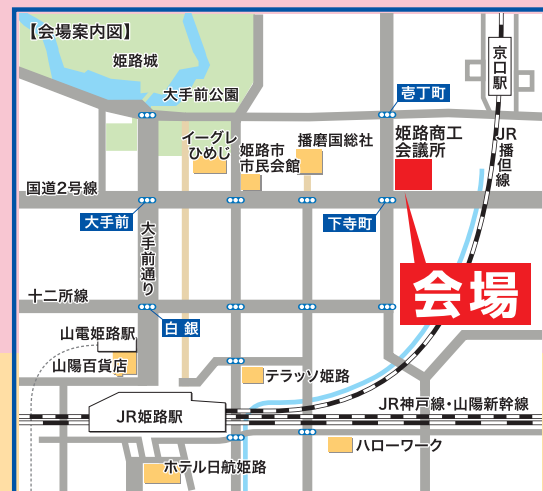 【会場案内図】
姫路城
京口駅
大手前公園
壱丁町
イーグレ
ひめじ
姫路市
市民会館
播磨国総社
姫路商工
会議所
JR播但線
国道2号線
大手前
下寺町
大手前通り
会場
十二所線
白銀
山電姫路駅
山陽百貨店
テラッソ姫路
JR神戸線・山陽新幹線
JR姫路駅
ハローワーク
ホテル日航姫路